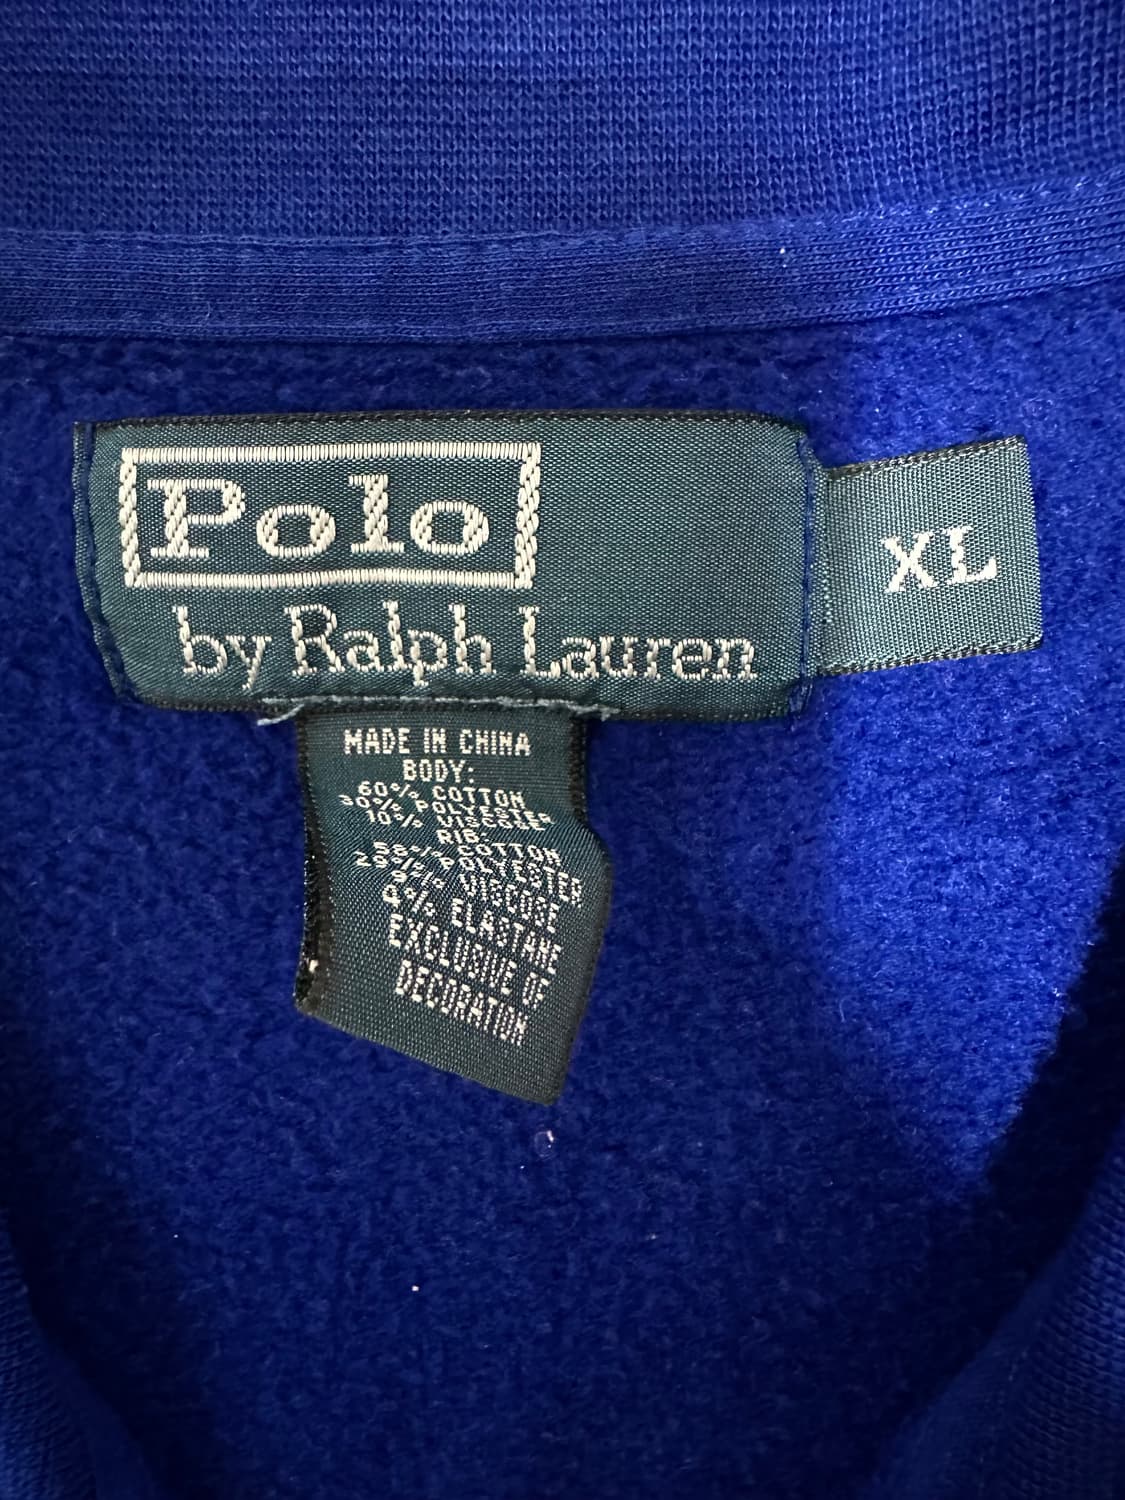 Polo
by Ralph Lauren
XL
MADE IN CHINA
BODY:
60% COTTON
30% POLYESTER
10% VISCOSE
RIB:
58% COTTON
29% POLYESTER
9% VISCOSE
4% ELASTANE
EXCLUSIVE OF
DECORATION